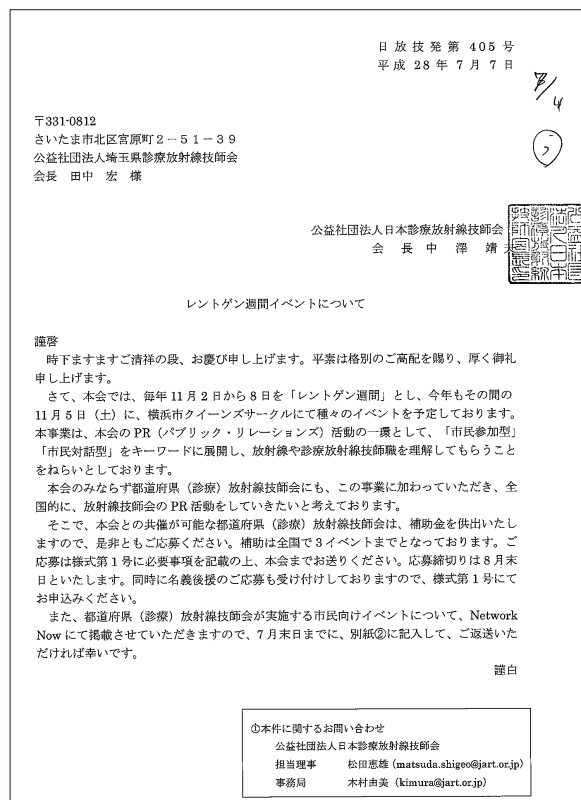 日放技発第 405 号
平成 28 年 7 月 7 日
〒331-0812
さいたま市北区宮原町2－51－39
公益社団法人埼玉県診療放射線技師会
会長 田中 宏 様
公益社団法人日本診療放射線技師会
会 長 中 澤 靖 夫
レントゲン週間イベントについて
謹啓
時下ますますご清祥の段、お慶び申し上げます。平素は格別のご高配を賜り、厚く御礼
申し上げます。
さて、本会では、毎年 11 月 2 日から 8 日を「レントゲン週間」とし、今年もその間の
11 月 5 日（土）に、横浜市クイーンズサークルにて種々のイベントを予定しております。
本事業は、本会の PR（パブリック・リレーションズ）活動の一環として、「市民参加型」
「市民対話型」をキーワードに展開し、放射線や診療放射線技師職を理解してもらうこと
をねらいとしております。
本会のみならず都道府県（診療）放射線技師会にも、この事業に加わっていただき、全
国的に、放射線技師会の PR 活動をしていきたいと考えております。
そこで、本会との共催が可能な都道府県（診療）放射線技師会は、補助金を供出いたし
ますので、是非ともご応募ください。補助は全国で 3 イベントまでとなっております。ご
応募は様式第 1 号に必要事項を記載の上、本会までお送りください。応募締切りは 8 月末
日といたします。同時に名義後援のご応募も受け付けしておりますので、様式第 1 号にて
お申込みください。
また、都道府県（診療）放射線技師会が実施する市民向けイベントについて、Network
Now にて掲載させていただきますので、7 月末日までに、別紙②に記入して、ご返送いた
だければ幸いです。
謹白
①本件に関するお問い合わせ
公益社団法人日本診療放射線技師会
担当理事 松田恵雄 (matsuda.shigeo@jart.or.jp)
事務局 木村由美 (kimura@jart.or.jp)